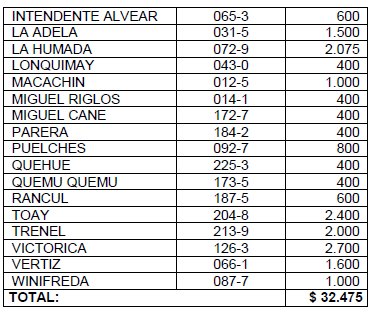 INTENDENTE ALVEAR 065-3 600
LA ADELA 031-5 1.500
LA HUMADA 072-9 2.075
LONQUIMAY 043-0 400
MACACHIN 012-5 1.000
MIGUEL RIGLOS 014-1 400
MIGUEL CANE 172-7 400
PARERA 184-2 400
PUELCHES 092-7 800
QUEHUE 225-3 400
QUEMU QUEMU 173-5 400
RANCUL 187-5 600
TOAY 204-8 2.400
TRENEL 213-9 2.000
VICTORICA 126-3 2.700
VERTIZ 066-1 1.600
WINIFREDA 087-7 1.000
TOTAL: $ 32.475